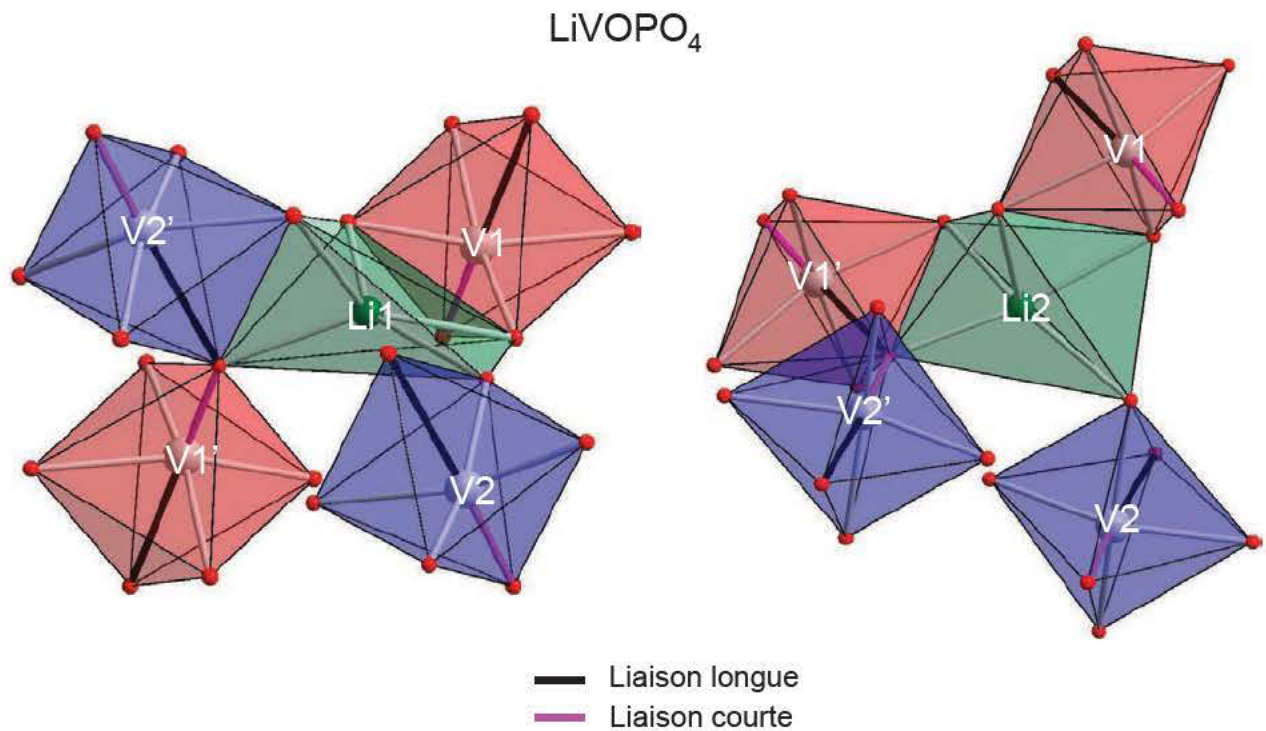 LiVOPO₄
V2'
V1
Li1
V1'
V2
V1
V1'
Li2
V2'
V2
Liaison longue
Liaison courte